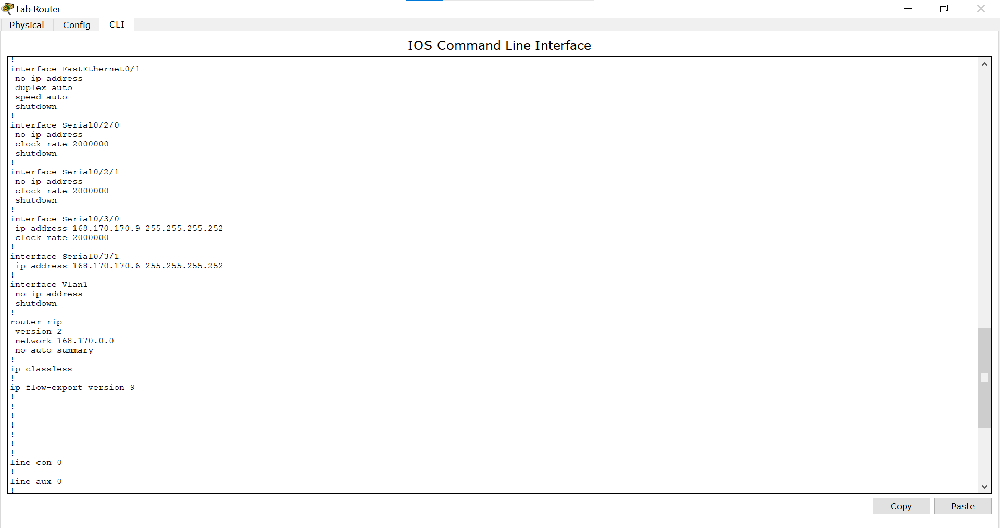 Lab Router
Physical Config CLI
IOS Command Line Interface
!
interface FastEthernet0/1
 no ip address
 duplex auto
 speed auto
 shutdown
!
interface Serial0/2/0
 no ip address
 clock rate 2000000
 shutdown
!
interface Serial0/2/1
 no ip address
 clock rate 2000000
 shutdown
!
interface Serial0/3/0
 ip address 168.170.170.9 255.255.255.252
 clock rate 2000000
!
interface Serial0/3/1
 ip address 168.170.170.6 255.255.255.252
!
interface Vlan1
 no ip address
 shutdown
!
router rip
 version 2
 network 168.170.0.0
 no auto-summary
!
ip classless
!
ip flow-export version 9
!
!
!
!
!
!
!
line con 0
!
line aux 0
!
Copy Paste